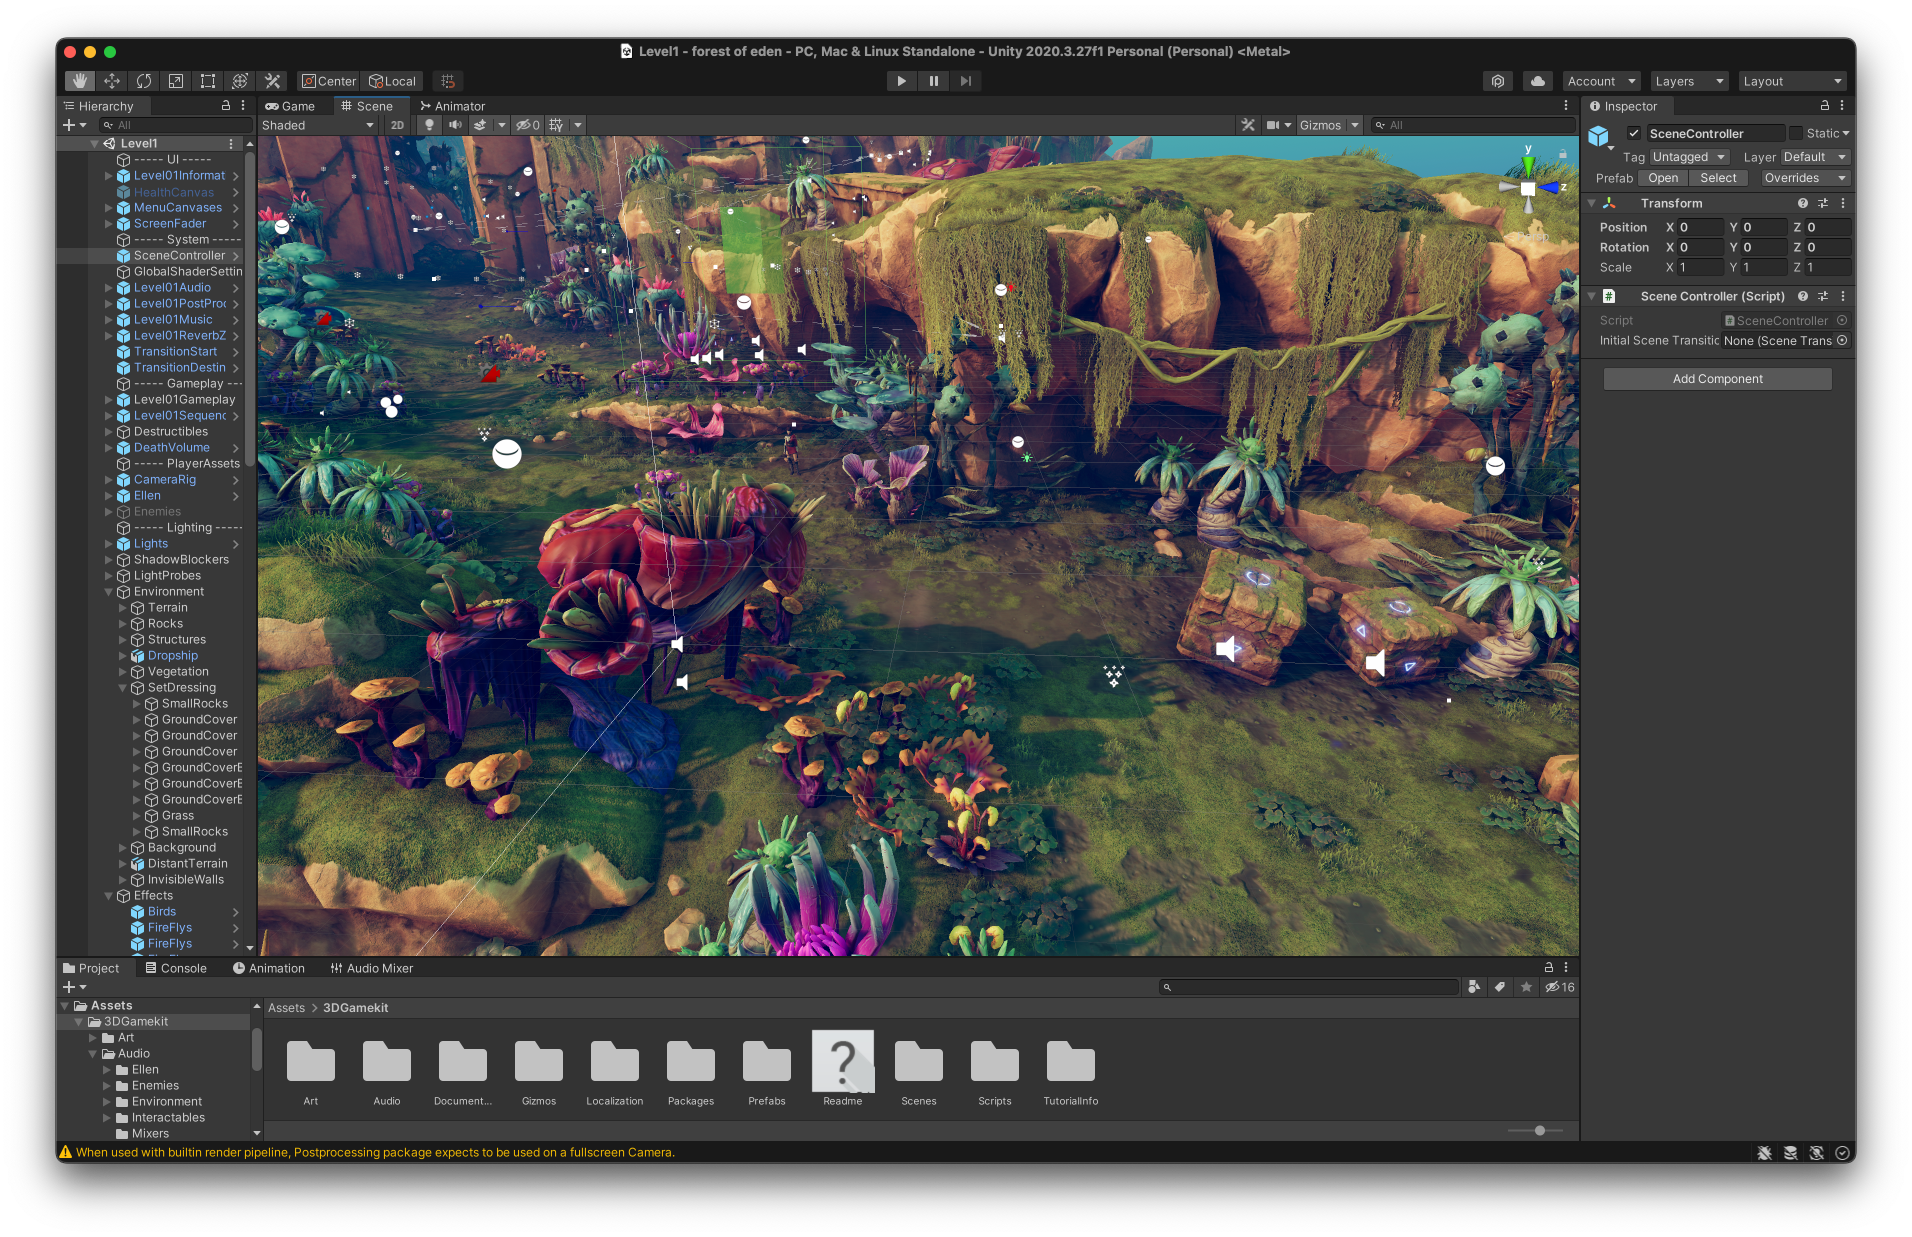 Level1 - forest of eden - PC, Mac & Linux Standalone - Unity 2020.3.27f1 Personal (Personal) <Metal>
Center Local
Account Layers Layout
Hierarchy
All
Level1
----- UI -----
Level01Informat
HealthCanvas
MenuCanvases
ScreenFader
----- System -----
SceneController
GlobalShaderSettin
Level01Audio
Level01PostProc
Level01Music
Level01ReverbZ
TransitionStart
TransitionDestin
----- Gameplay ---
Level01Gameplay
Level01Sequenc
Destructibles
DeathVolume
----- PlayerAssets
CameraRig
Ellen
Enemies
----- Lighting -----
Lights
ShadowBlockers
LightProbes
Environment
Terrain
Rocks
Structures
Dropship
Vegetation
SetDressing
SmallRocks
GroundCover
GroundCover
GroundCover
GroundCoverE
GroundCoverE
GroundCoverE
Grass
SmallRocks
Background
DistantTerrain
InvisibleWalls
Effects
Birds
FireFlys
FireFlys
Game Scene Animator
Shaded 2D 0 Gizmos All
y
z
Inspector
SceneController Static
Tag Untagged Layer Default
Prefab Open Select Overrides
Transform
Position X 0 Y 0 Z 0
Rotation X 0 Y 0 Z 0
Scale X 1 Y 1 Z 1
Scene Controller (Script)
Script SceneController
Initial Scene Transitic None (Scene Trans
Add Component
Project Console Animation Audio Mixer
16
Assets
3DGamekit
Art
Audio
Ellen
Enemies
Environment
Interactables
Mixers
Assets > 3DGamekit
Art Audio Document... Gizmos Localization Packages Prefabs Readme Scenes Scripts TutorialInfo
When used with builtin render pipeline, Postprocessing package expects to be used on a fullscreen Camera.